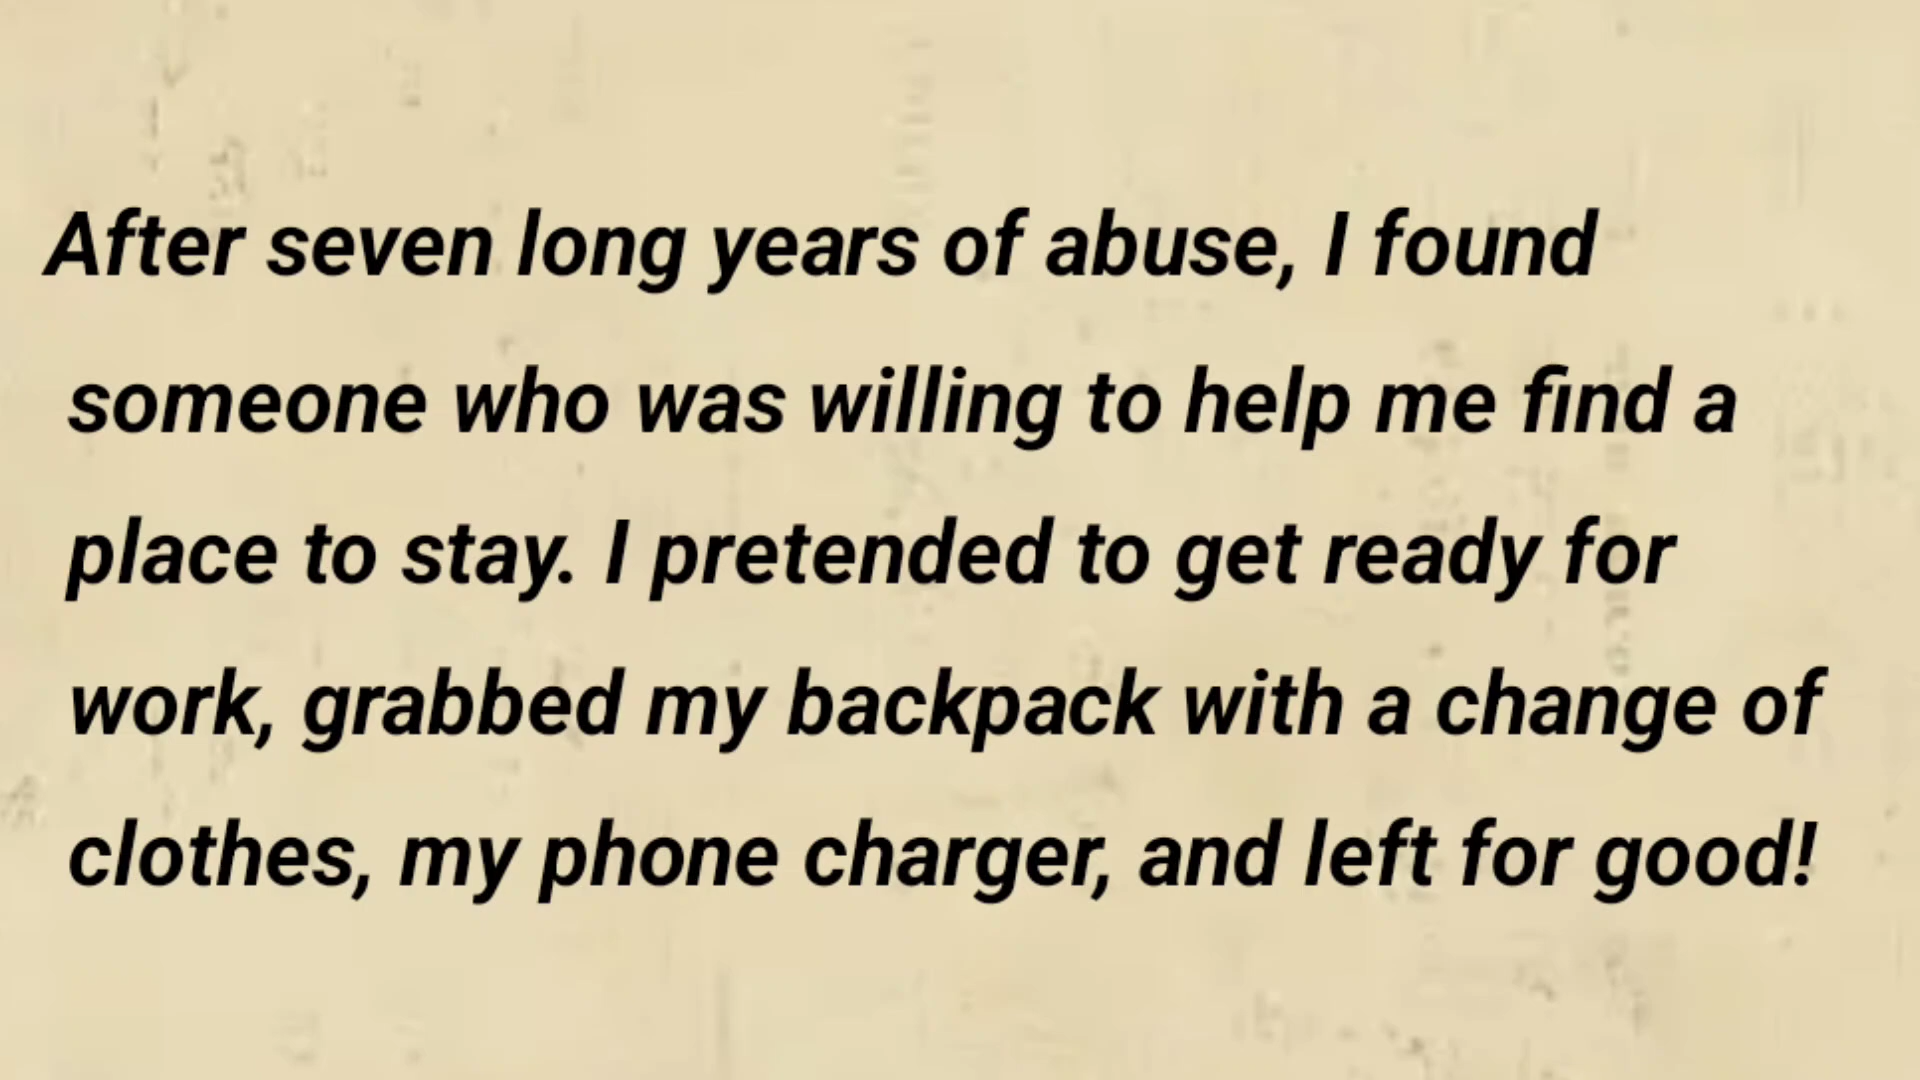 After seven long years of abuse, I found
someone who was willing to help me find a
place to stay. I pretended to get ready for
work, grabbed my backpack with a change of
clothes, my phone charger, and left for good!